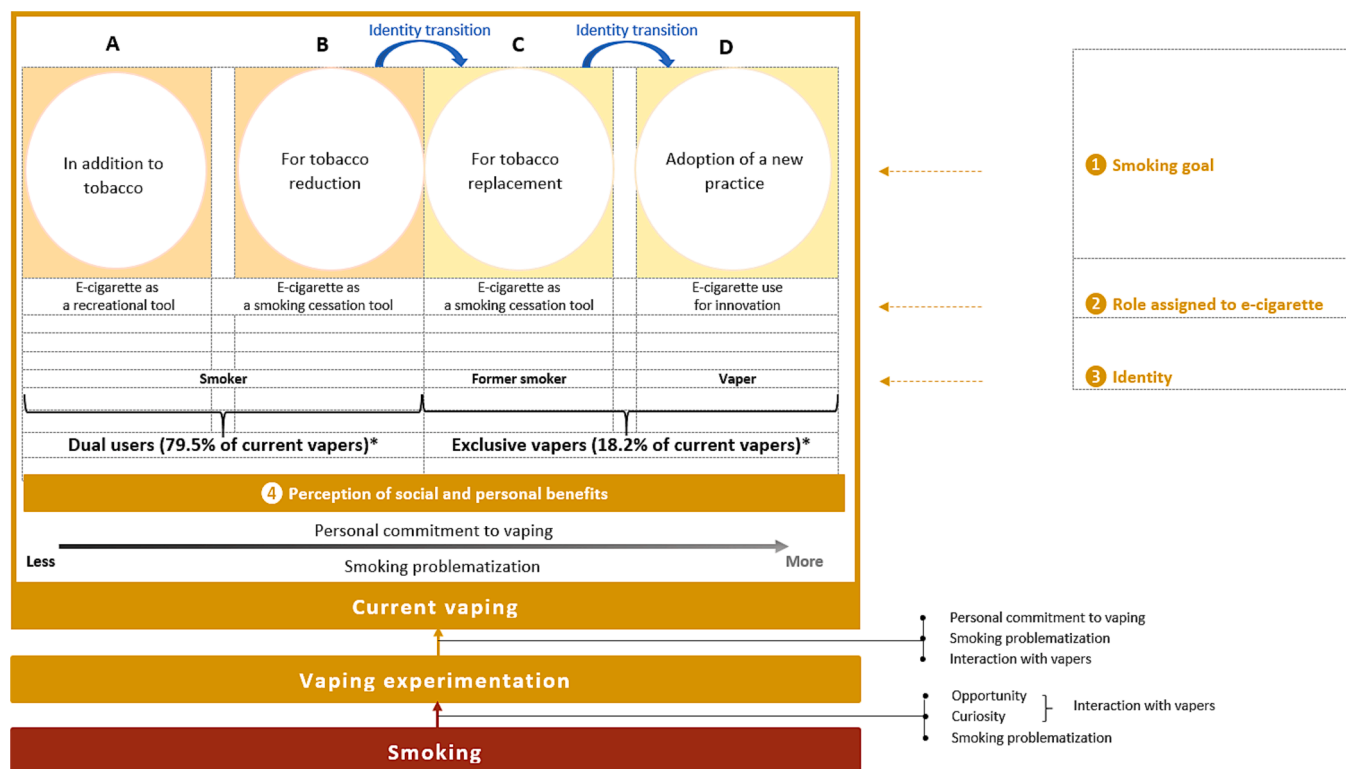 Identity transition
Identity transition
A
B
C
D
In addition to
tobacco
For tobacco
reduction
For tobacco
replacement
Adoption of a new
practice
1 Smoking goal
E-cigarette as
a recreational tool
E-cigarette as
a smoking cessation tool
E-cigarette as
a smoking cessation tool
E-cigarette use
for innovation
2 Role assigned to e-cigarette
Smoker
Former smoker
Vaper
3 Identity
Dual users (79.5% of current vapers)*
Exclusive vapers (18.2% of current vapers)*
4 Perception of social and personal benefits
Personal commitment to vaping
Less
More
Smoking problematization
Current vaping
Personal commitment to vaping
Smoking problematization
Interaction with vapers
Vaping experimentation
Opportunity
Curiosity
Interaction with vapers
Smoking problematization
Smoking